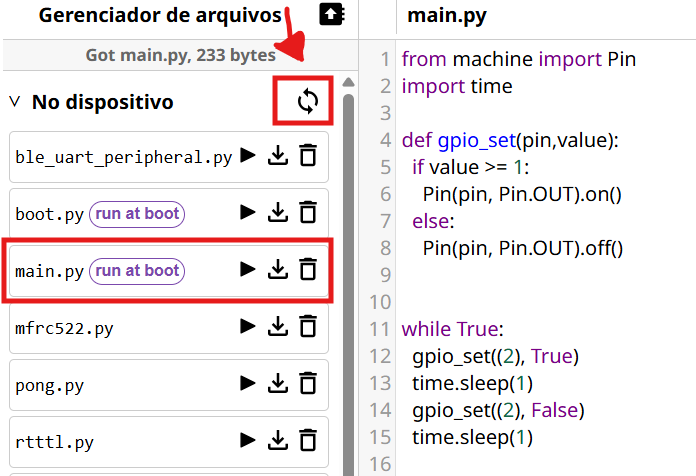 Gerenciador de arquivos
Got main.py, 233 bytes
No dispositivo
ble_uart_peripheral.py
boot.py run at boot
main.py run at boot
mfrc522.py
pong.py
rtttl.py
main.py
1 from machine import Pin
2 import time
3
4 def gpio_set(pin,value):
5   if value >= 1:
6     Pin(pin, Pin.OUT).on()
7   else:
8     Pin(pin, Pin.OUT).off()
9
10
11 while True:
12   gpio_set((2), True)
13   time.sleep(1)
14   gpio_set((2), False)
15   time.sleep(1)
16